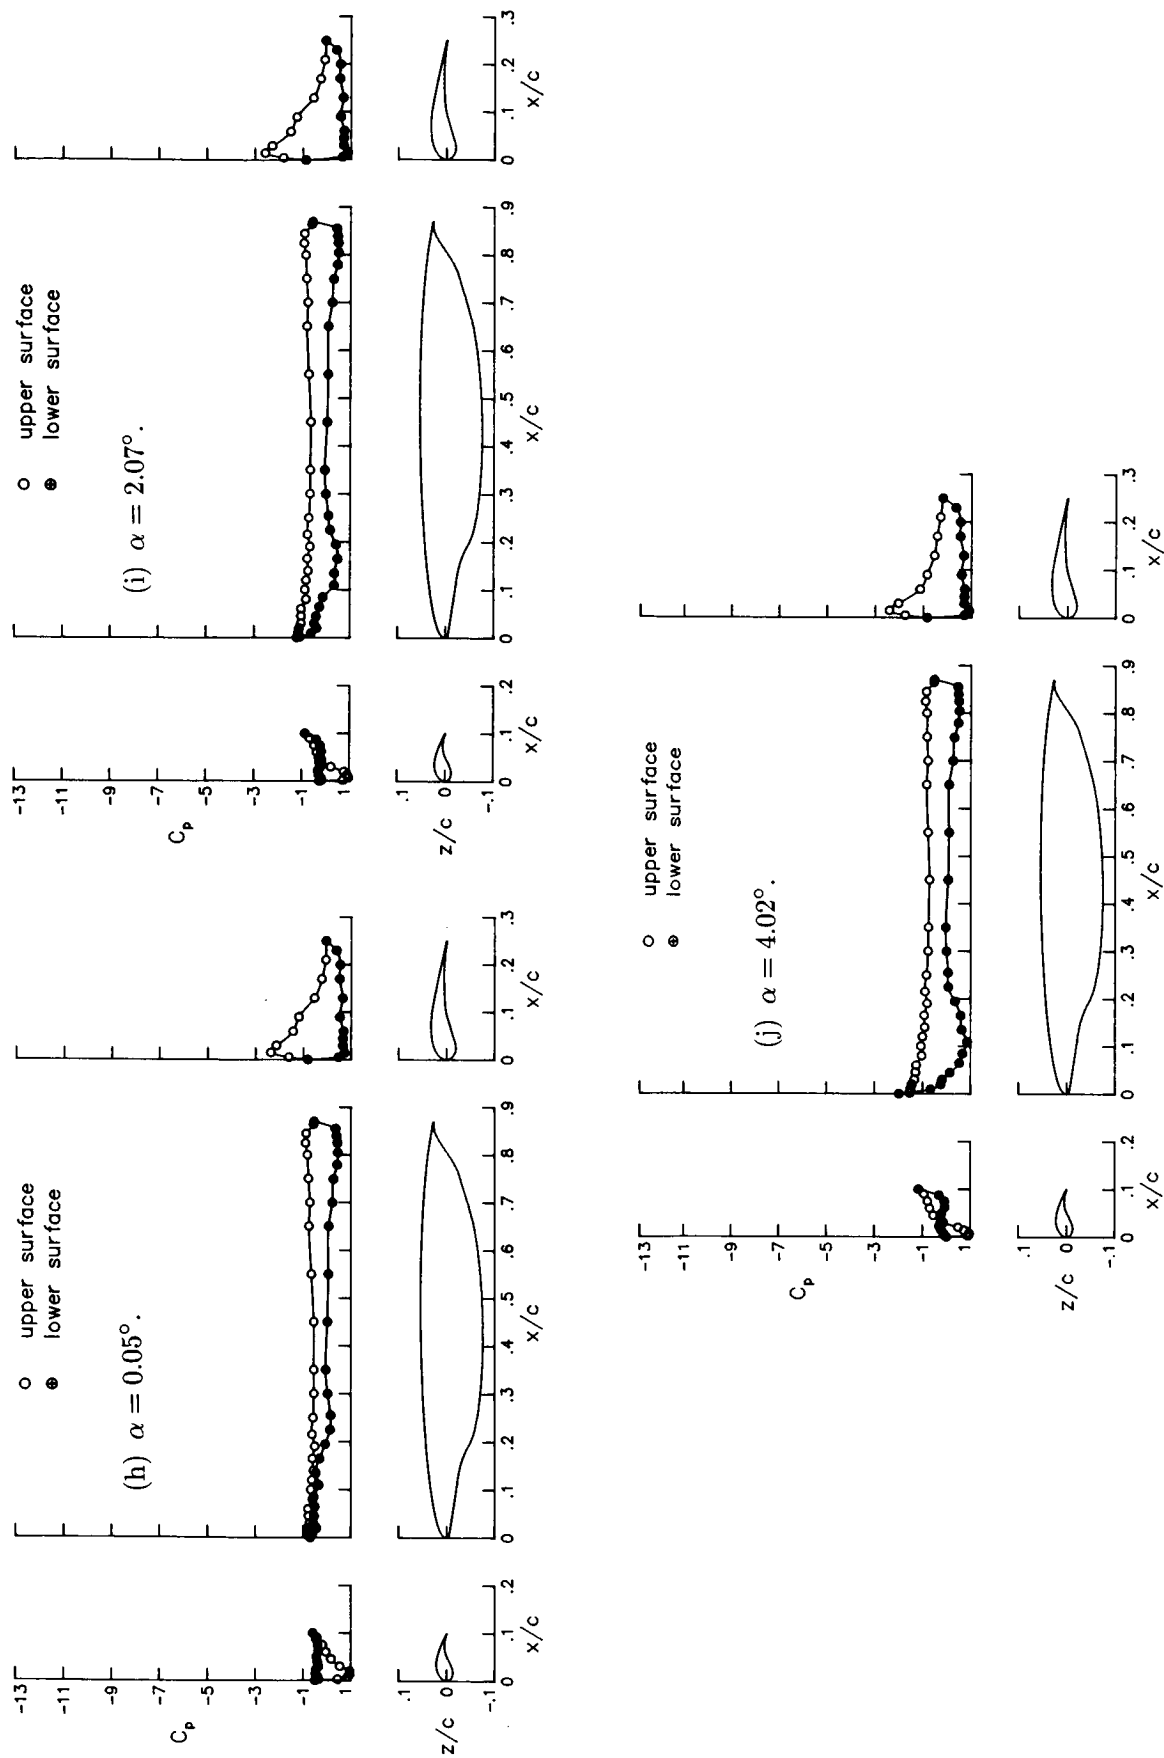 -13
-11
-9
-7
-5
-3
-1
1
C_p
○ upper surface
⊕ lower surface
(h) α = 0.05°.
.1
0
-.1
z/c
0 .1 .2
x/c
0 .1 .2 .3 .4 .5 .6 .7 .8 .9
x/c
0 .1 .2 .3
x/c
-13
-11
-9
-7
-5
-3
-1
1
C_p
○ upper surface
⊕ lower surface
(i) α = 2.07°.
.1
0
-.1
z/c
0 .1 .2
x/c
0 .1 .2 .3 .4 .5 .6 .7 .8 .9
x/c
0 .1 .2 .3
x/c
-13
-11
-9
-7
-5
-3
-1
1
C_p
○ upper surface
⊕ lower surface
(j) α = 4.02°.
.1
0
-.1
z/c
0 .1 .2
x/c
0 .1 .2 .3 .4 .5 .6 .7 .8 .9
x/c
0 .1 .2 .3
x/c